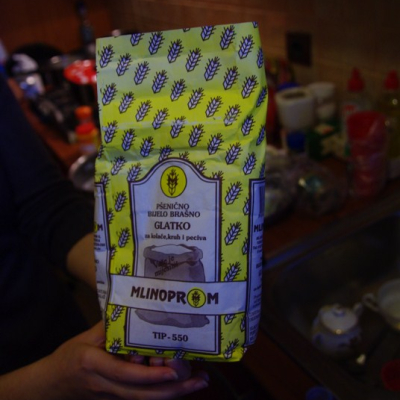 PŠENIČNO
BIJELO BRAŠNO
GLATKO
za kolače, kruh i peciva
MLINOPROM
TIP - 550